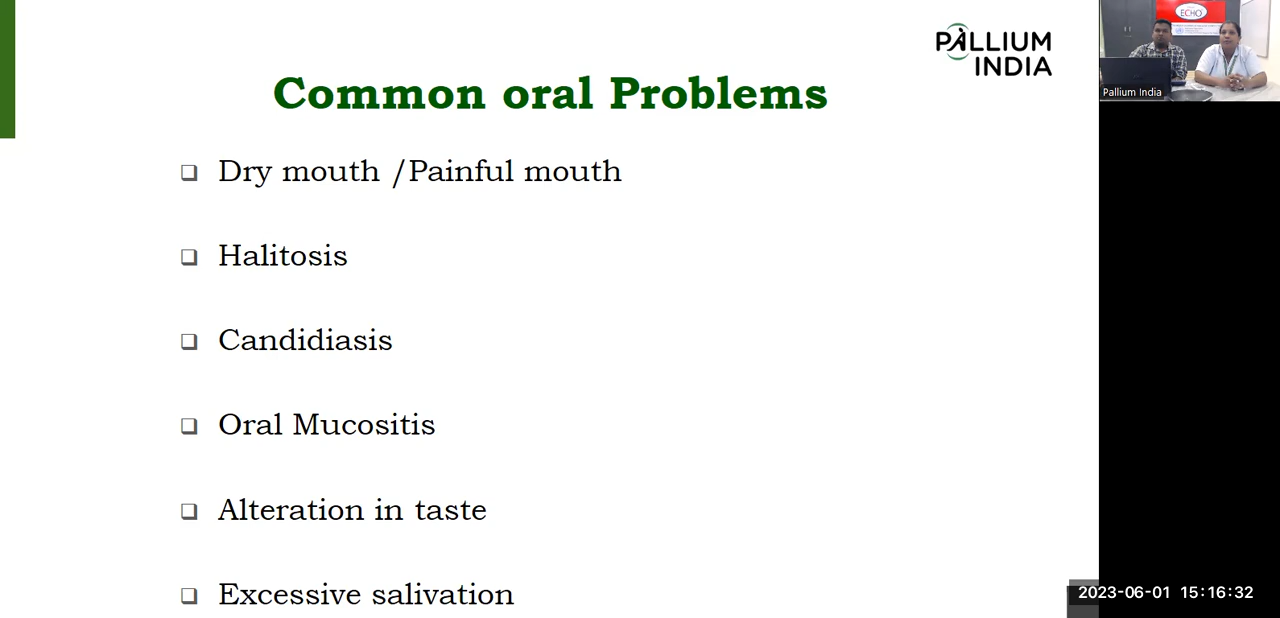 PALLIUM
INDIA
Common oral Problems
❑ Dry mouth /Painful mouth
❑ Halitosis
❑ Candidiasis
❑ Oral Mucositis
❑ Alteration in taste
❑ Excessive salivation
ECHO
Pallium India
2023-06-01 15:16:32